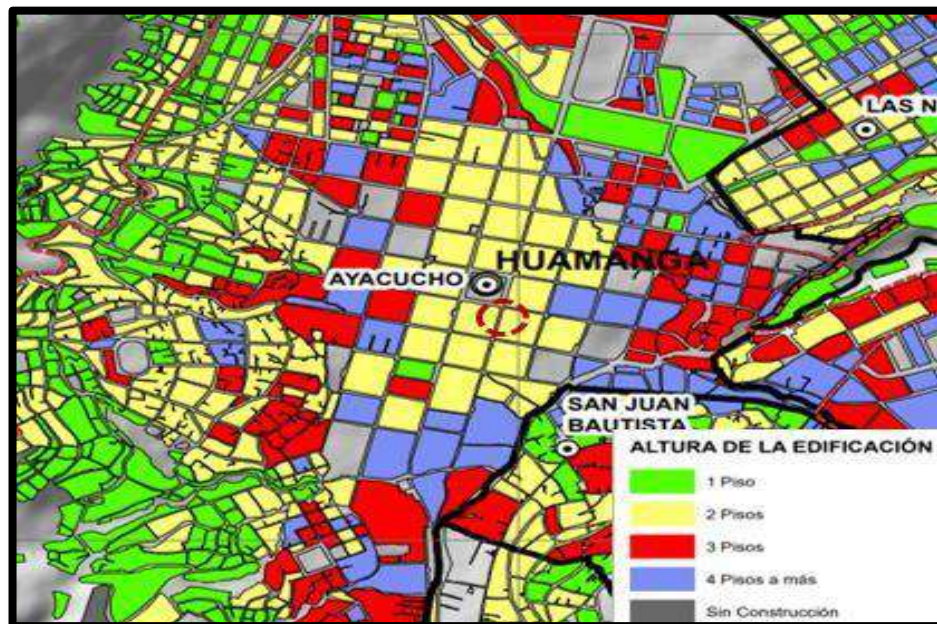 LAS N
HUAMANGA
AYACUCHO
SAN JUAN
BAUTISTA
ALTURA DE LA EDIFICACIÓN
1 Piso
2 Pisos
3 Pisos
4 Pisos a más
Sin Construcción